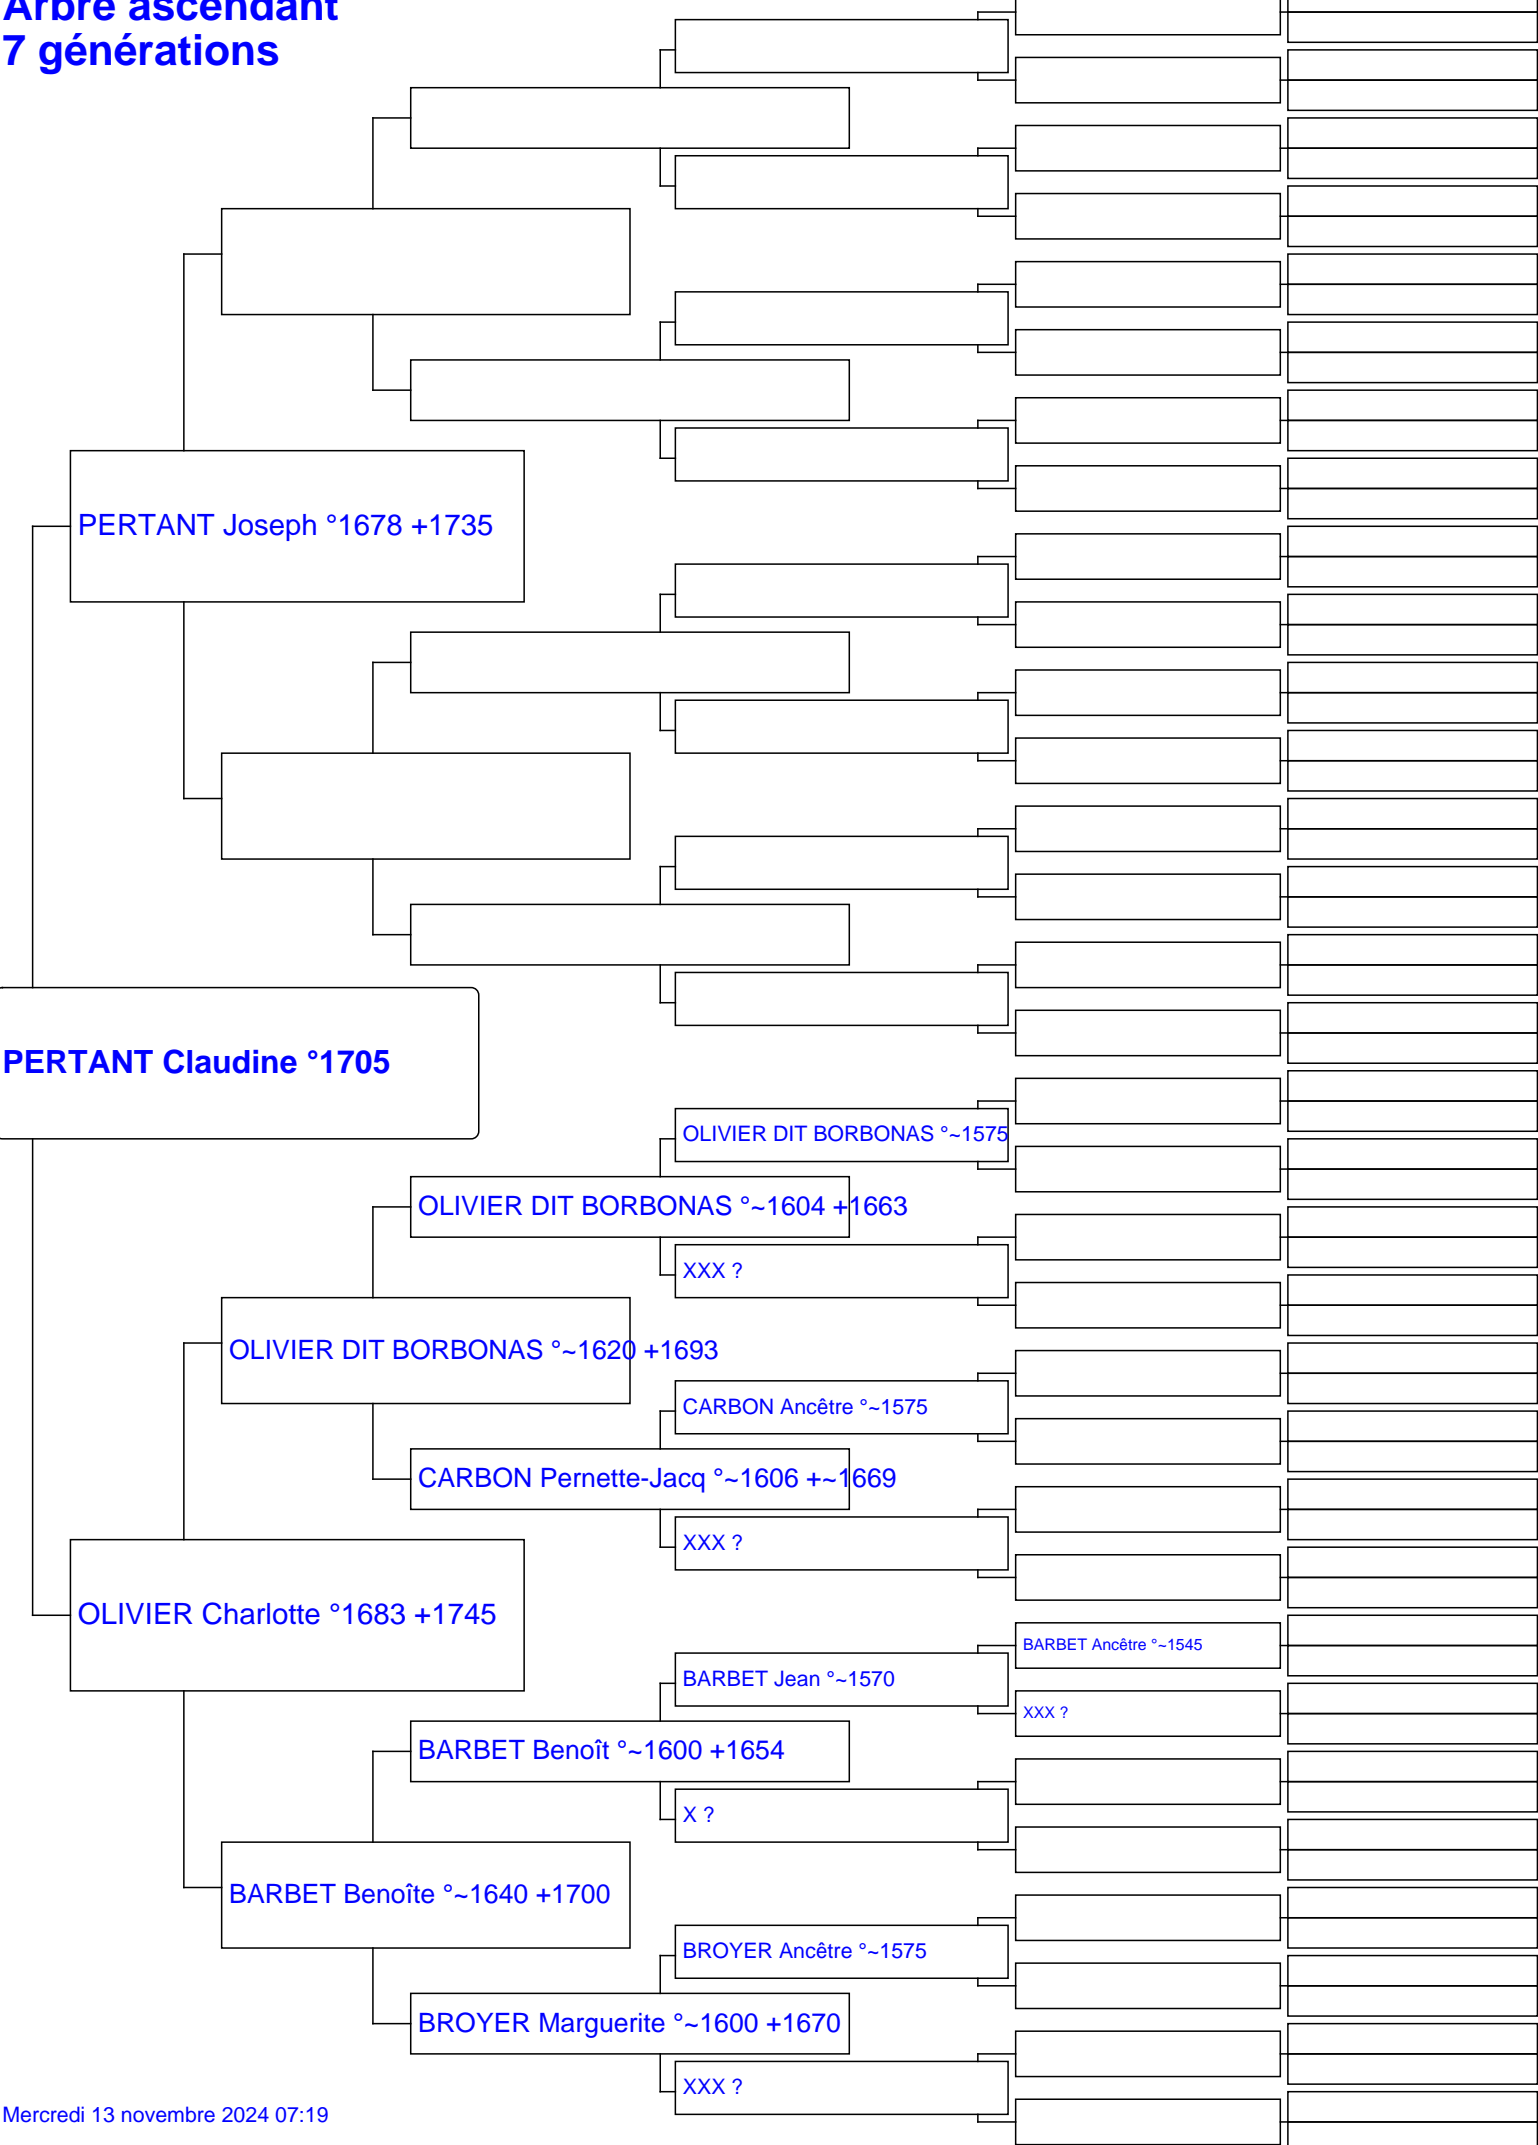 Arbre ascendant
7 générations
PERTANT Joseph °1678 +1735
PERTANT Claudine °1705
OLIVIER DIT BORBONAS °~1575
OLIVIER DIT BORBONAS °~1604 +1663
XXX ?
OLIVIER DIT BORBONAS °~1620 +1693
CARBON Ancêtre °~1575
CARBON Pernette-Jacq °~1606 +~1669
XXX ?
OLIVIER Charlotte °1683 +1745
BARBET Ancêtre °~1545
BARBET Jean °~1570
XXX ?
BARBET Benoît °~1600 +1654
X ?
BARBET Benoîte °~1640 +1700
BROYER Ancêtre °~1575
BROYER Marguerite °~1600 +1670
XXX ?
Mercredi 13 novembre 2024 07:19